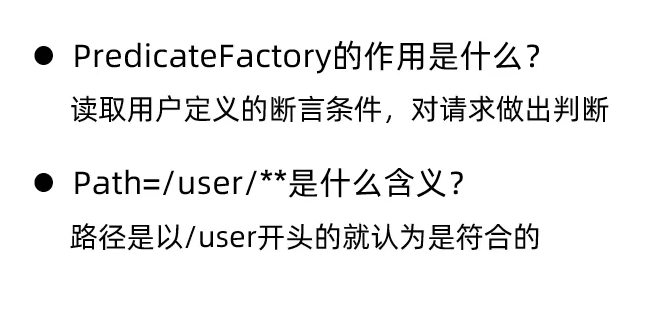 ● PredicateFactory的作用是什么？
读取用户定义的断言条件，对请求做出判断
● Path=/user/**是什么含义？
路径是以/user开头的就认为是符合的